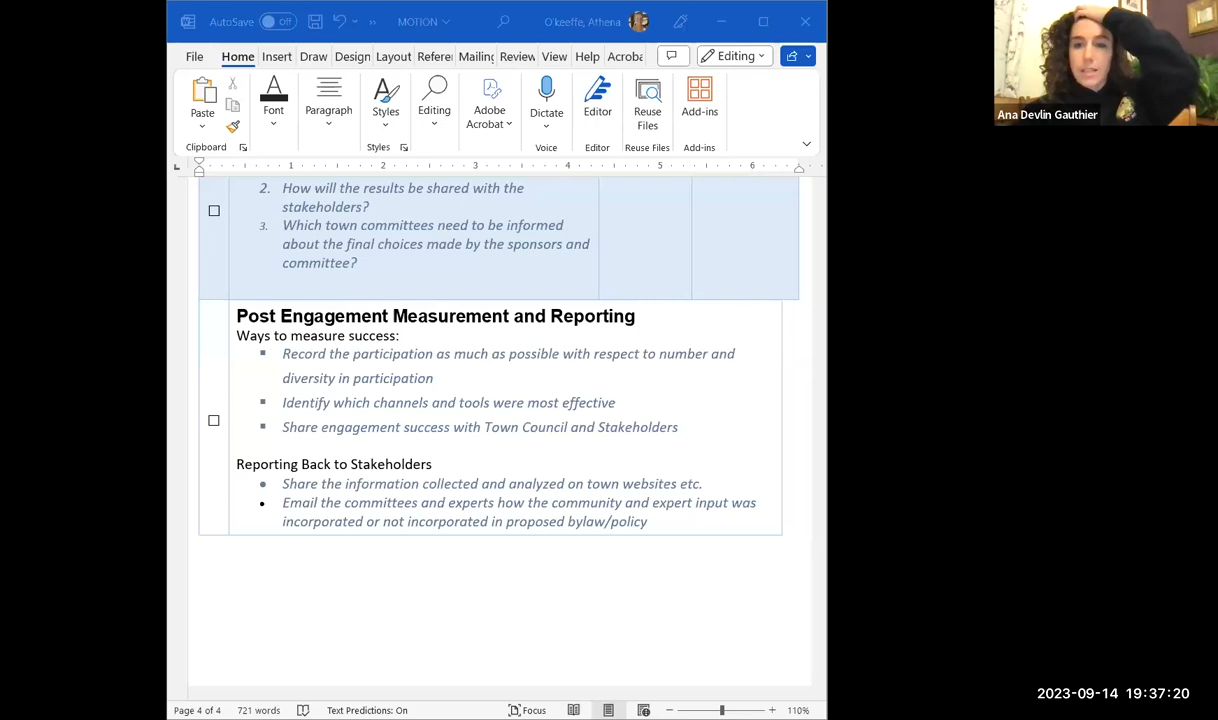 AutoSave Off MOTION O'keeffe, Athena
File Home Insert Draw Design Layout Refere Mailing Review View Help Acroba Editing
Paste Font Paragraph Styles Editing Adobe Acrobat Dictate Editor Reuse Files Add-ins
Clipboard Styles Voice Editor Reuse Files Add-ins
1 2 3 4 5 6
2. How will the results be shared with the
stakeholders?
3. Which town committees need to be informed
about the final choices made by the sponsors and
committee?
Post Engagement Measurement and Reporting
Ways to measure success:
▪ Record the participation as much as possible with respect to number and
diversity in participation
▪ Identify which channels and tools were most effective
▪ Share engagement success with Town Council and Stakeholders
Reporting Back to Stakeholders
• Share the information collected and analyzed on town websites etc.
• Email the committees and experts how the community and expert input was
incorporated or not incorporated in proposed bylaw/policy
Page 4 of 4 721 words Text Predictions: On Focus 110%
Ana Devlin Gauthier
2023-09-14 19:37:20